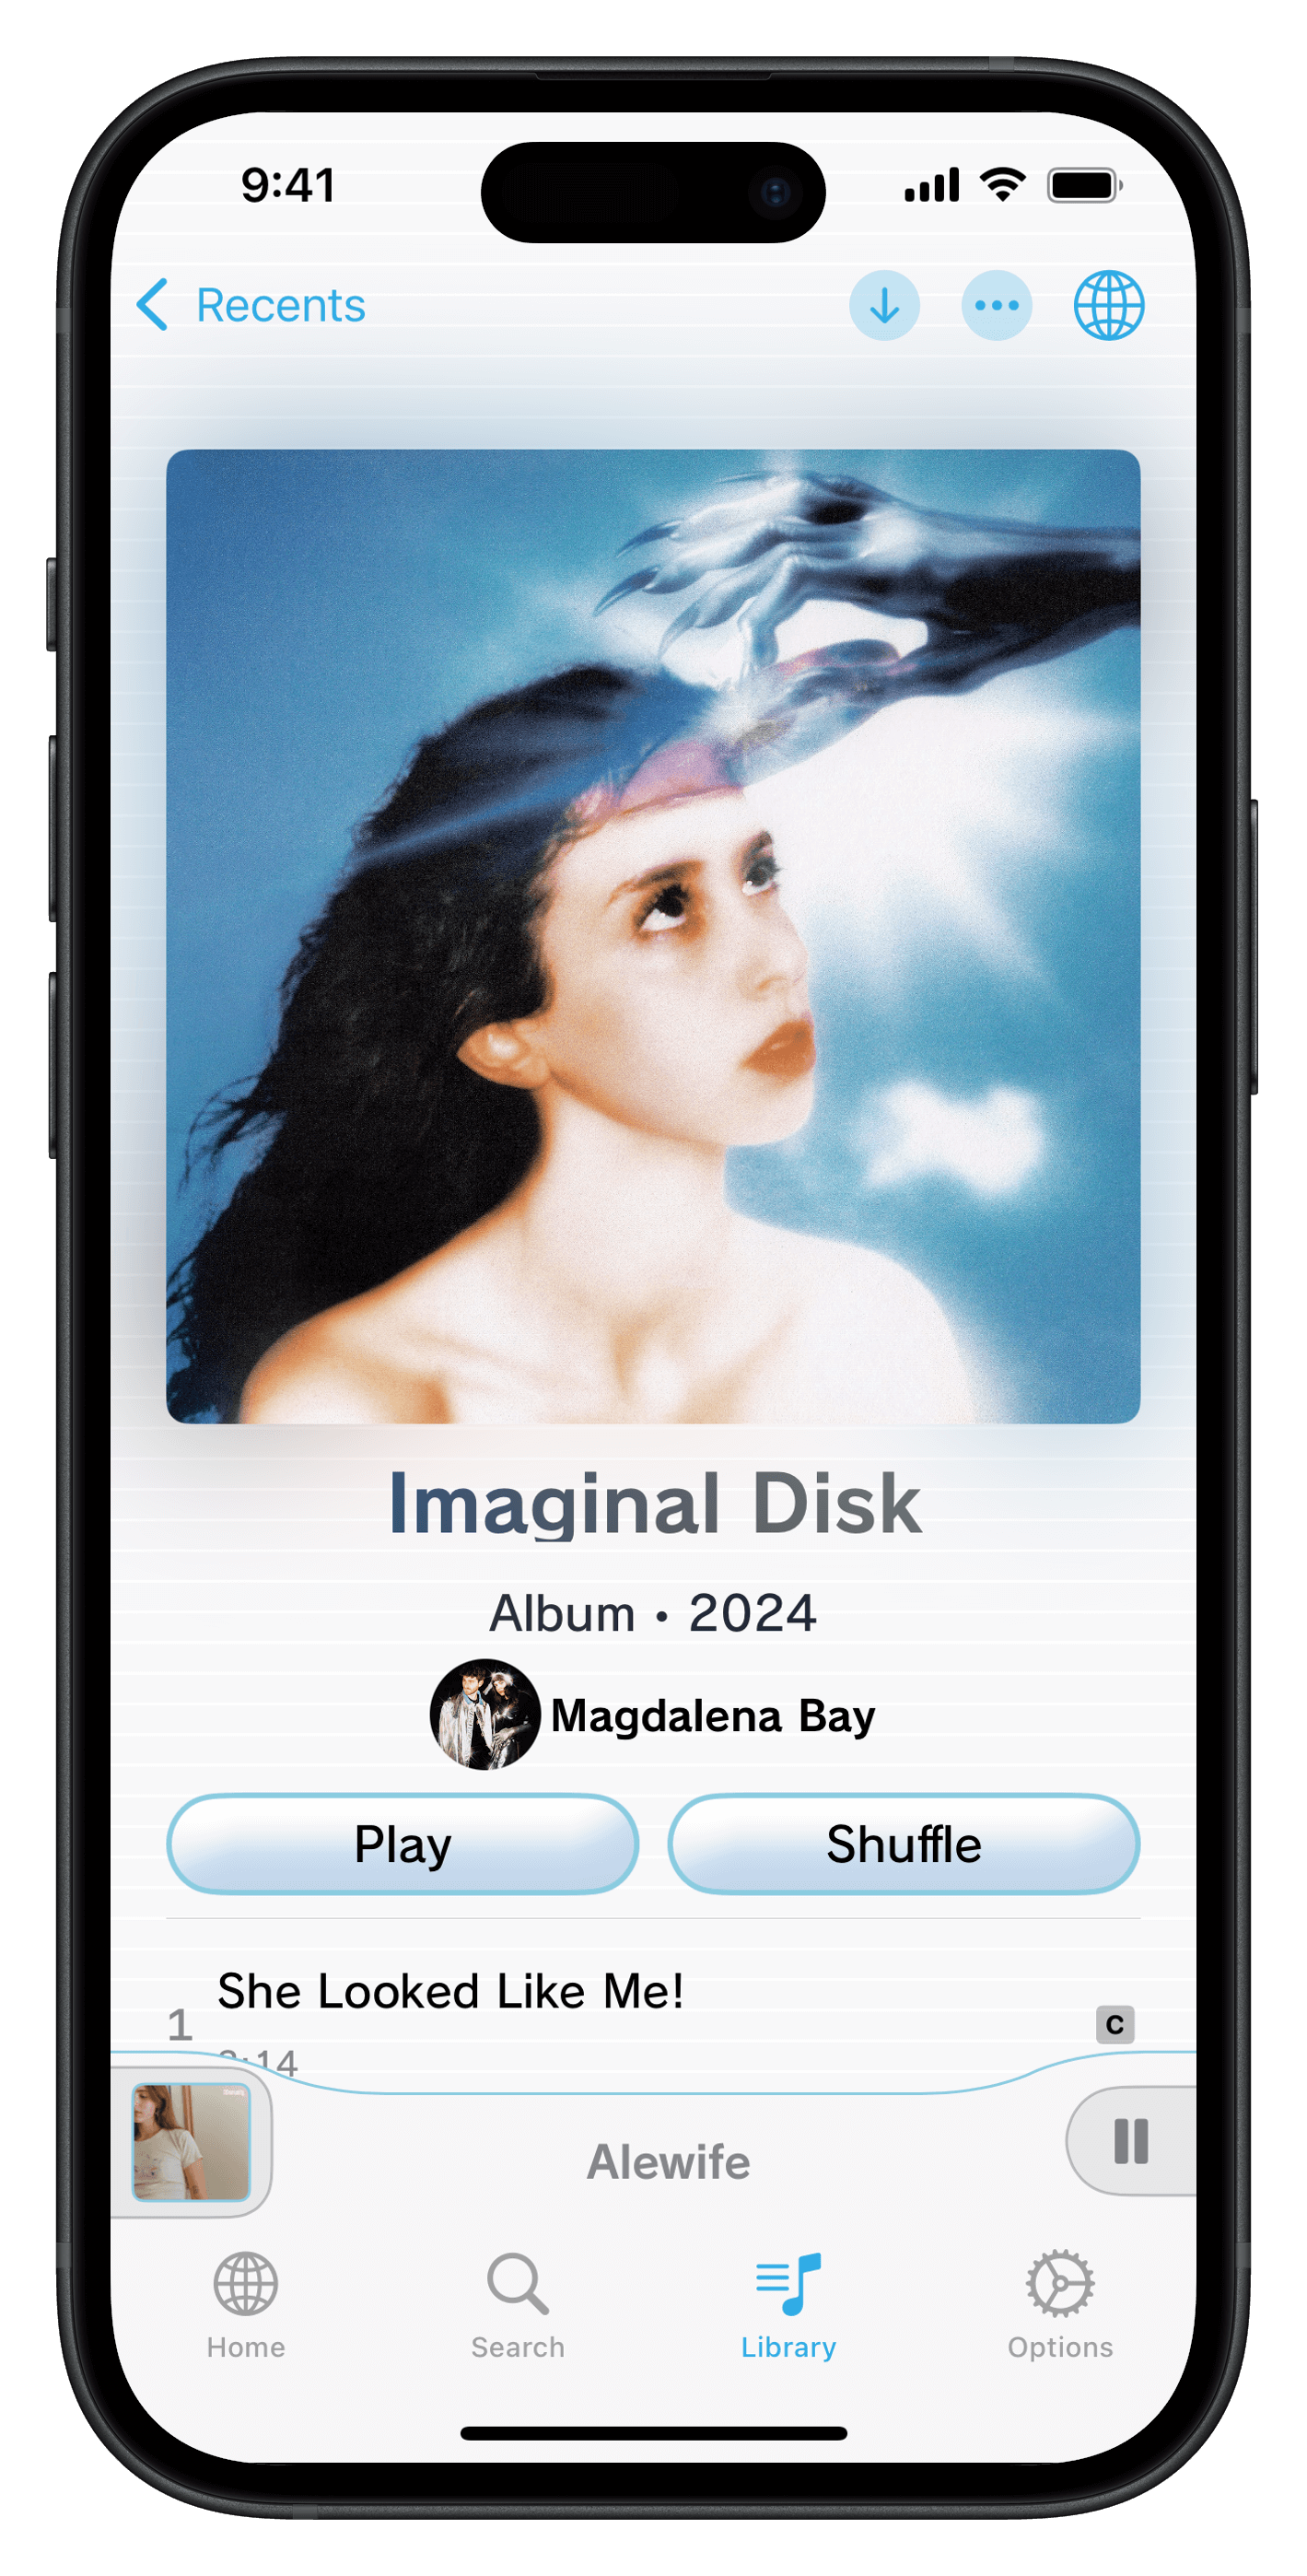 9:41
Recents
Imaginal Disk
Album • 2024
Magdalena Bay
Play
Shuffle
She Looked Like Me!
1
C
Alewife
Home
Search
Library
Options